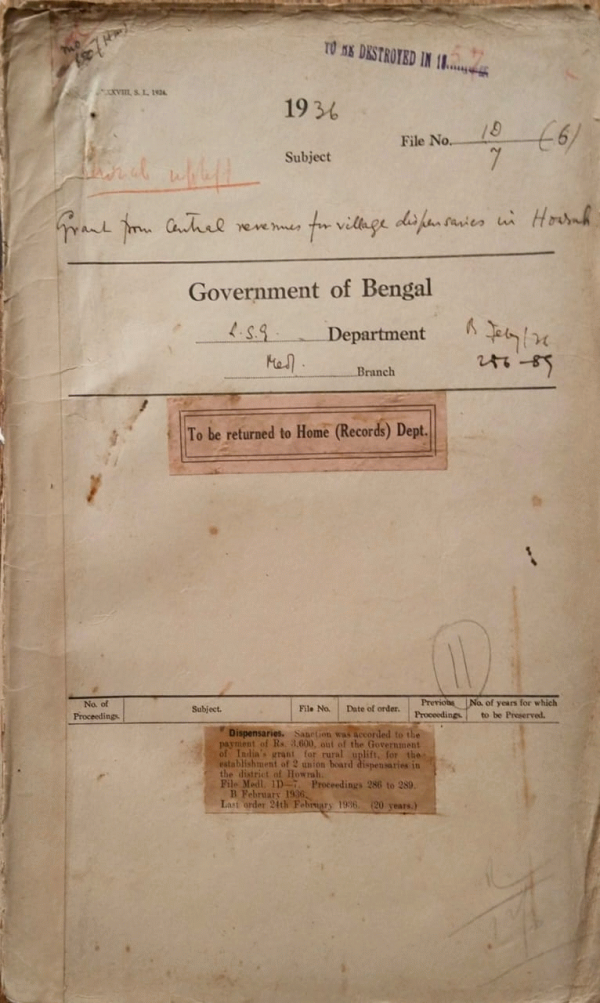 TO BE DESTROYED IN 19 57
XXVIII, S. I., 1924.
1936
File No. 1D/7 (6)
Subject
Rural uplift
Grant from Central revenues for village dispensaries in Howrah
Government of Bengal
L.S.G. Department
B Feby/36
Medl. Branch
286-89
To be returned to Home (Records) Dept.
11
No. of Proceedings. Subject. File No. Date of order. Previous Proceedings. No. of years for which to be Preserved.
Dispensaries. Sanction was accorded to the
payment of Rs. 3,600, out of the Government
of India's grant for rural uplift, for the
establishment of 2 union board dispensaries in
the district of Howrah.
File Medl. 1D—7. Proceedings 286 to 289.
B February 1936.
Last order 24th February 1936. (20 years.)